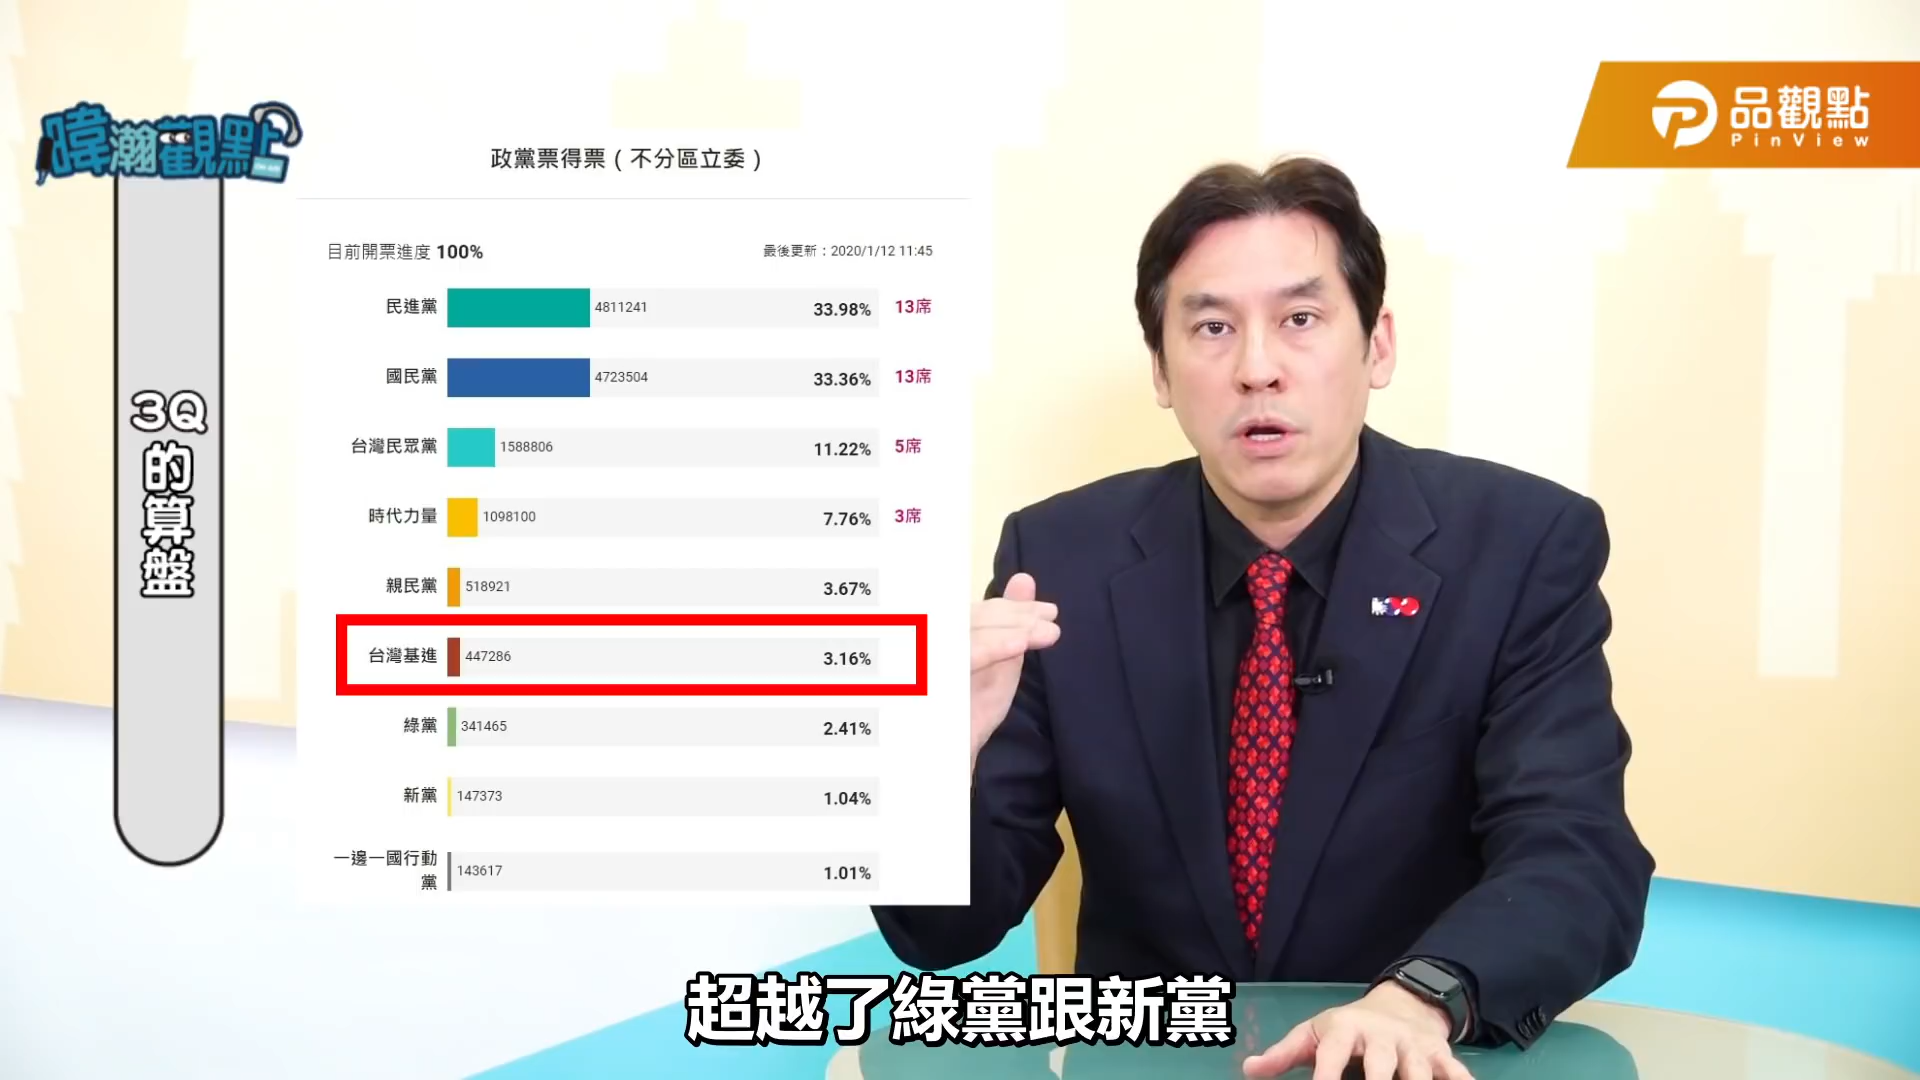 暐瀚觀點
品觀點
PinView
3Q的算盤
政黨票得票(不分區立委)
目前開票進度 100%
最後更新:2020/1/12 11:45
民進黨 4811241 33.98% 13席
國民黨 4723504 33.36% 13席
台灣民眾黨 1588806 11.22% 5席
時代力量 1098100 7.76% 3席
親民黨 518921 3.67%
台灣基進 447286 3.16%
綠黨 341465 2.41%
新黨 147373 1.04%
一邊一國行動
黨 143617 1.01%
超越了綠黨跟新黨